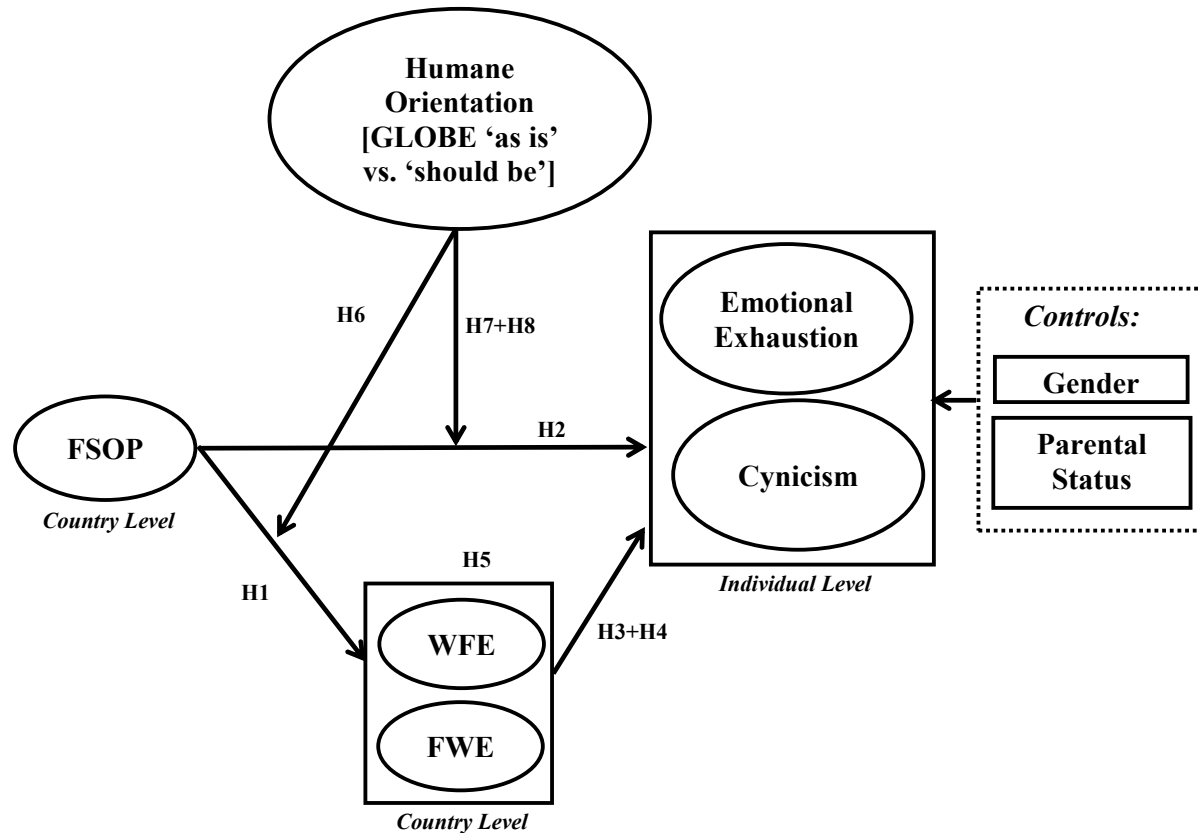 Humane
Orientation
[GLOBE ‘as is’
vs. ‘should be’]
H6
H7+H8
Emotional
Exhaustion
Controls:
Gender
Parental
Status
FSOP
Country Level
H2
Cynicism
Individual Level
H1
H5
H3+H4
WFE
FWE
Country Level